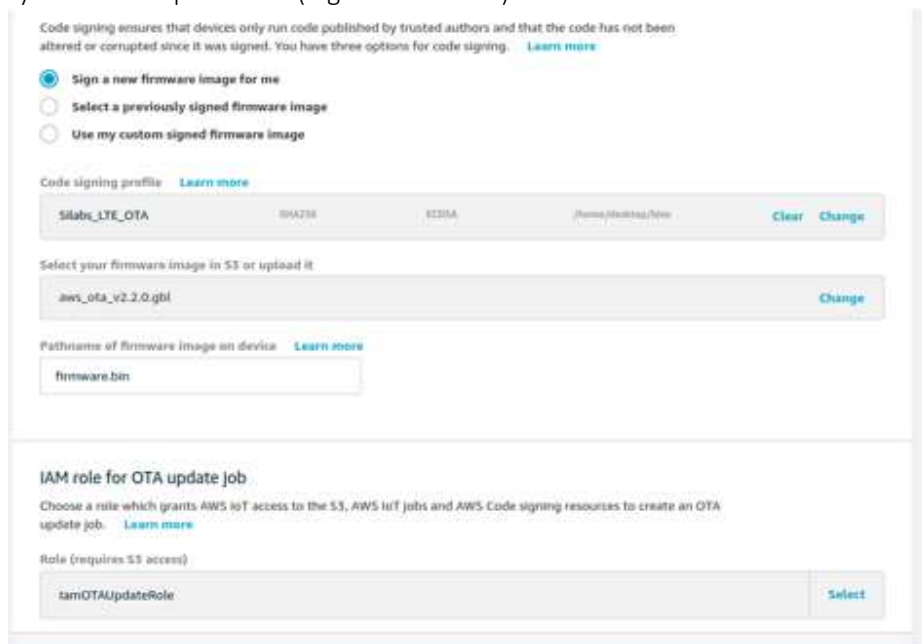 Code signing ensures that devices only run code published by trusted authors and that the code has not been
altered or corrupted since it was signed. You have three options for code signing. Learn more
Sign a new firmware image for me
Select a previously signed firmware image
Use my custom signed firmware image
Code signing profile Learn more
Silabs_LTE_OTA SHA256 ECDSA Clear Change
Select your firmware image in S3 or upload it
aws_ota_v2.2.0.gbl Change
Pathname of firmware image on device Learn more
firmware.bin
IAM role for OTA update job
Choose a role which grants AWS IoT access to the S3, AWS IoT jobs and AWS Code signing resources to create an OTA
update job. Learn more
Role (requires S3 access)
IamOTAUpdateRole Select